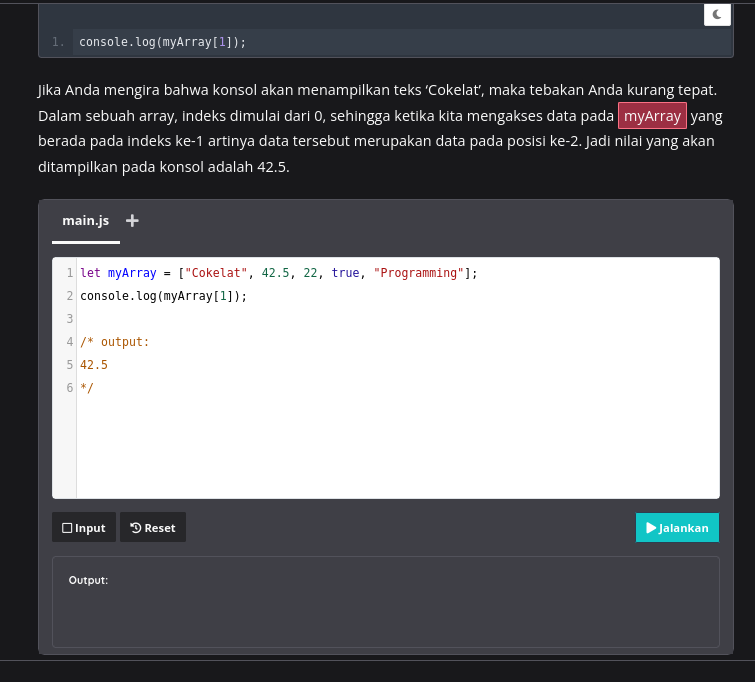 1. console.log(myArray[1]);
Jika Anda mengira bahwa konsol akan menampilkan teks ‘Cokelat’, maka tebakan Anda kurang tepat.
Dalam sebuah array, indeks dimulai dari 0, sehingga ketika kita mengakses data pada myArray yang
berada pada indeks ke-1 artinya data tersebut merupakan data pada posisi ke-2. Jadi nilai yang akan
ditampilkan pada konsol adalah 42.5.
main.js +
1 let myArray = ["Cokelat", 42.5, 22, true, "Programming"];
2 console.log(myArray[1]);
3
4 /* output:
5 42.5
6 */
Input Reset Jalankan
Output: